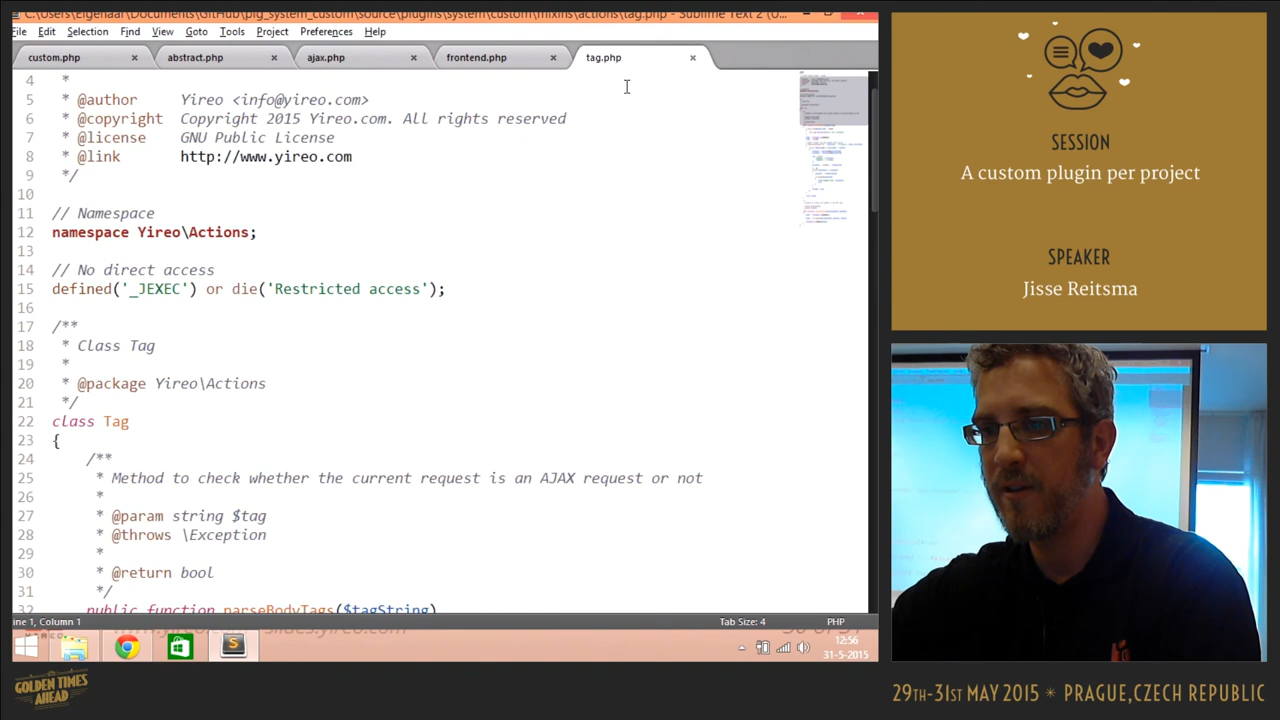 C:\Users\Eigenaar\Documents\GitHub\plg_system_custom\source\plugins\system\custom\mixins\actions\tag.php - Sublime Text 2 (U...
File Edit Selection Find View Goto Tools Project Preferences Help
custom.php × abstract.php × ajax.php × frontend.php × tag.php ×
4 *
5 * @author Yireo <info@yireo.com>
6 * @copyright Copyright 2015 Yireo.com. All rights reserved
7 * @license GNU Public License
8 * @link http://www.yireo.com
9 */
10
11 // Namespace
12 namespace Yireo\Actions;
13
14 // No direct access
15 defined('_JEXEC') or die('Restricted access');
16
17 /**
18 * Class Tag
19 *
20 * @package Yireo\Actions
21 */
22 class Tag
23 {
24 /**
25 * Method to check whether the current request is an AJAX request or not
26 *
27 * @param string $tag
28 * @throws \Exception
29 *
30 * @return bool
31 */
32 public function parseBodyTags($tagString)
ine 1, Column 1 Tab Size: 4 PHP
12:56
31-5-2015
SESSION
A custom plugin per project
SPEAKER
Jisse Reitsma
GOLDEN TIMES
AHEAD
29TH-31ST MAY 2015 * PRAGUE, CZECH REPUBLIC